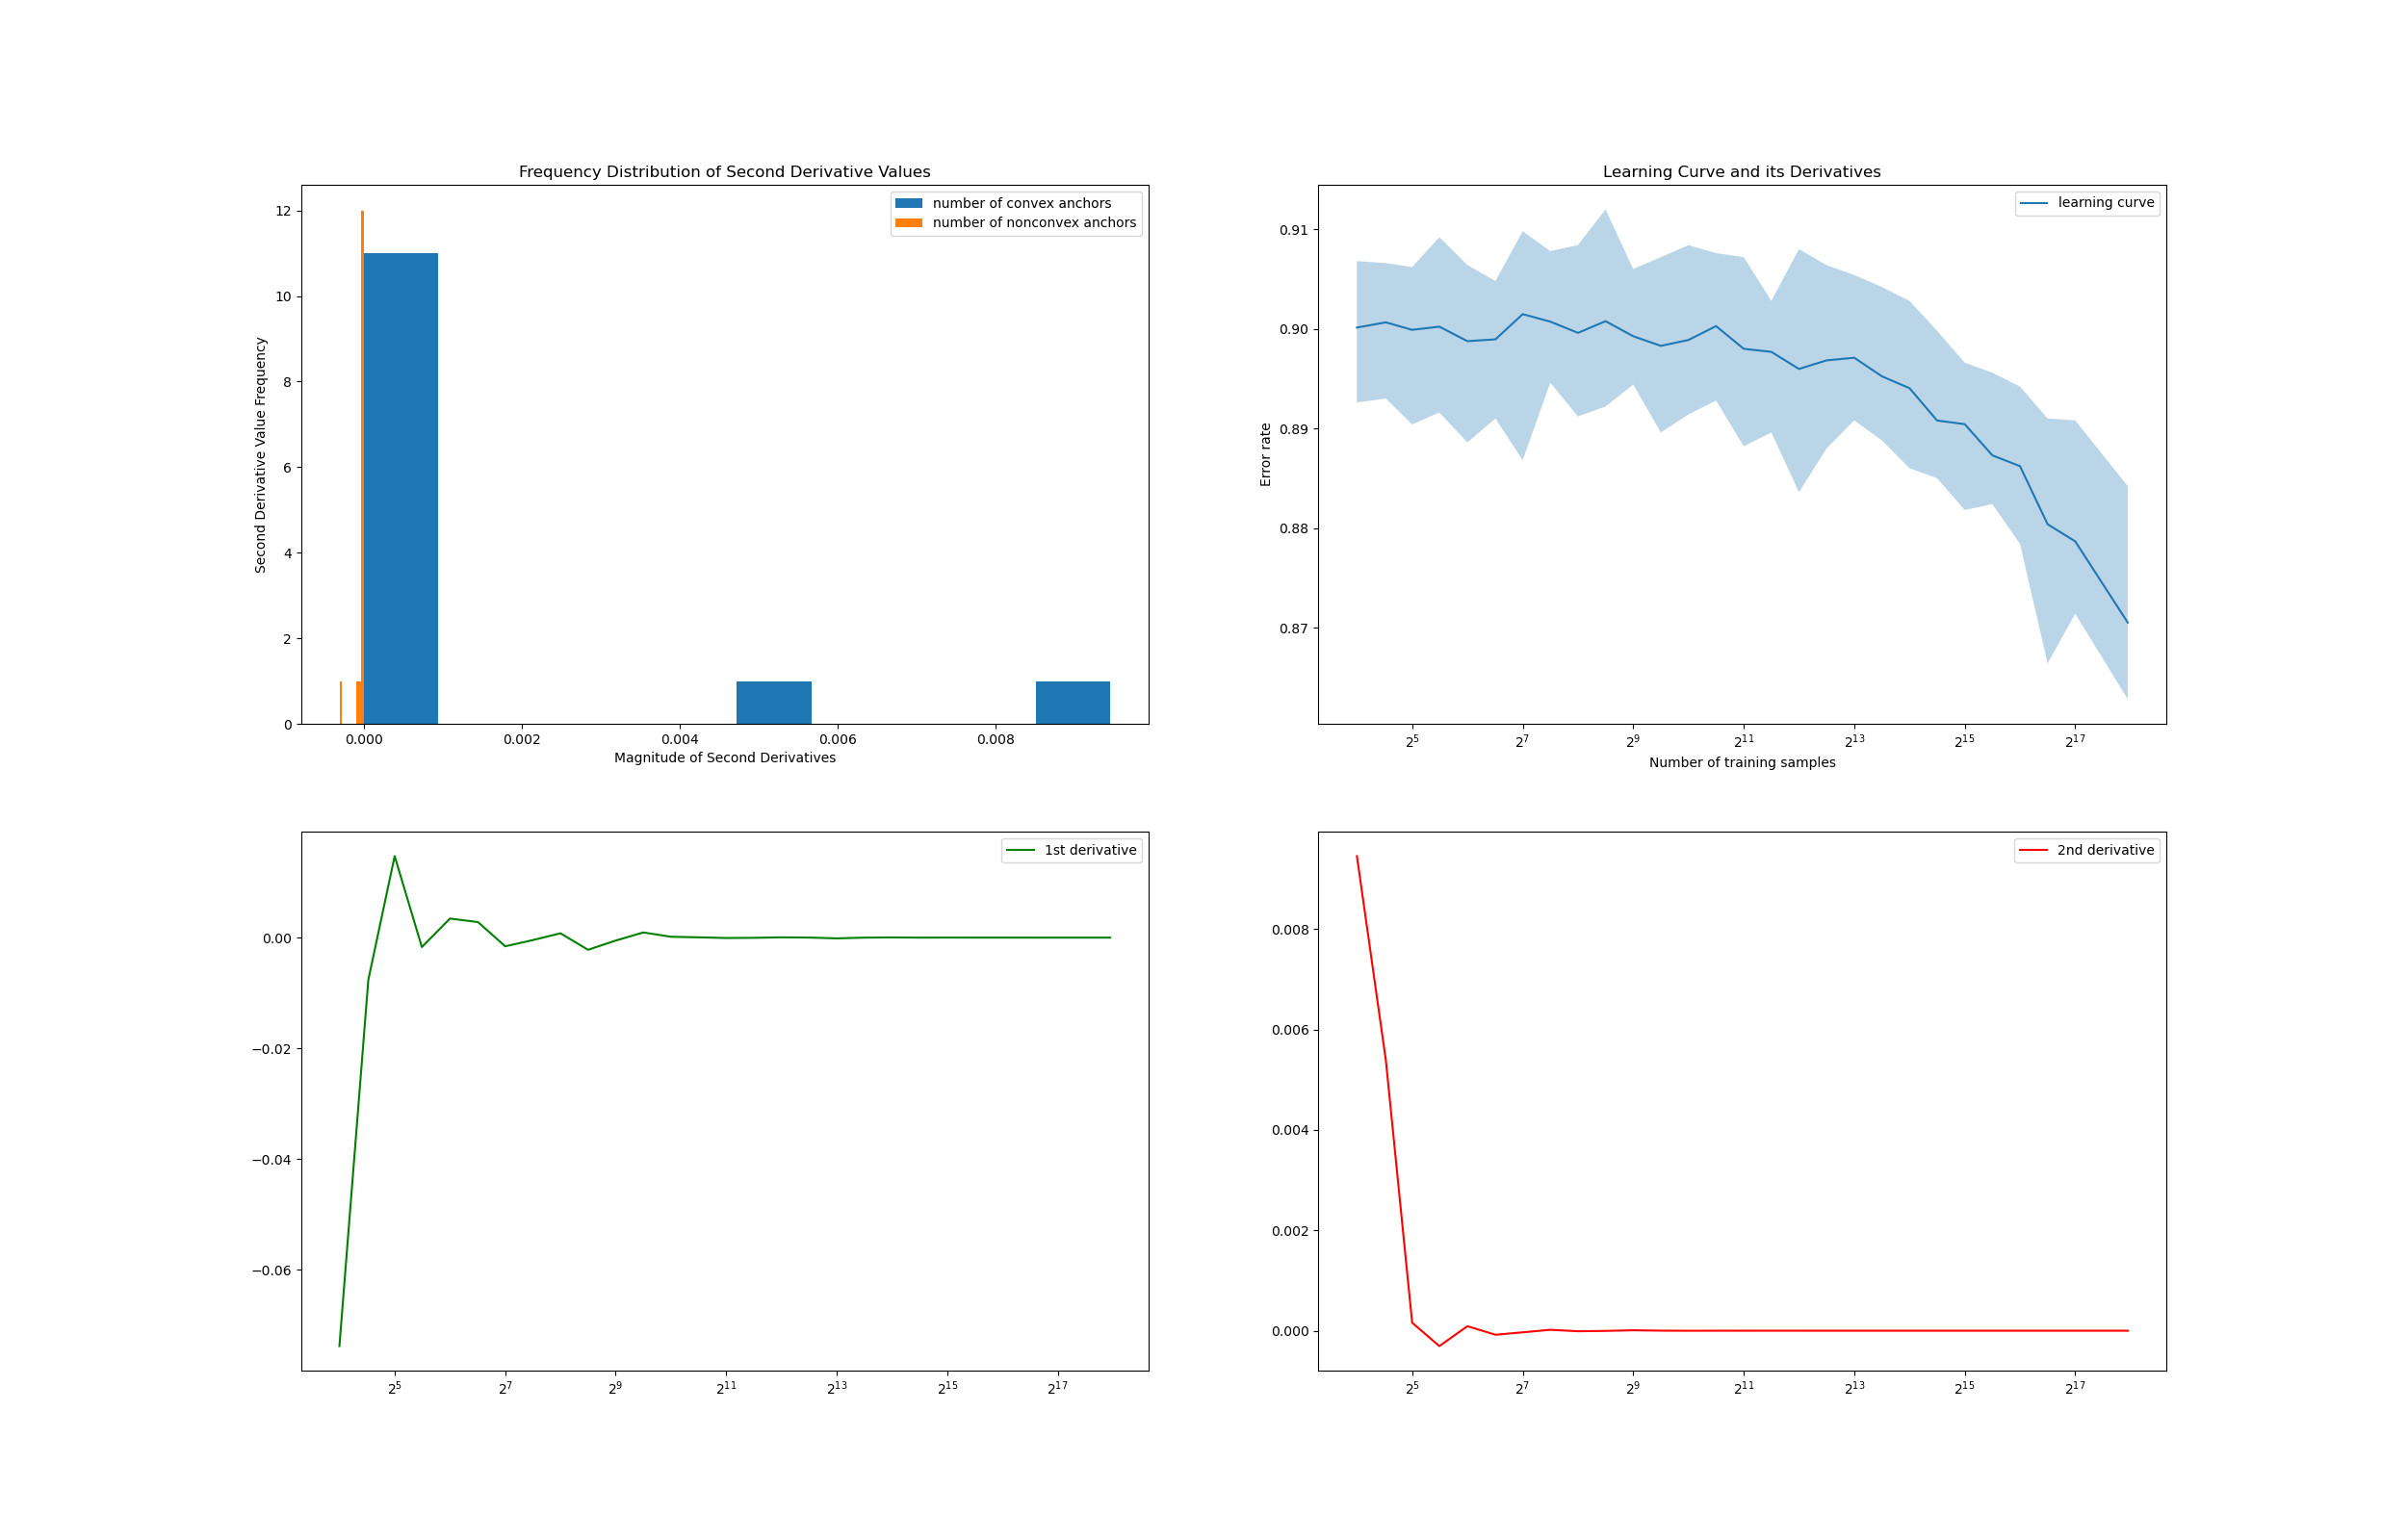 Frequency Distribution of Second Derivative Values
number of convex anchors
number of nonconvex anchors
Second Derivative Value Frequency
12
10
8
6
4
2
0
0.000 0.002 0.004 0.006 0.008
Magnitude of Second Derivatives
Learning Curve and its Derivatives
learning curve
Error rate
0.91
0.90
0.89
0.88
0.87
2^5 2^7 2^9 2^11 2^13 2^15 2^17
Number of training samples
1st derivative
0.00
−0.02
−0.04
−0.06
2^5 2^7 2^9 2^11 2^13 2^15 2^17
2nd derivative
0.008
0.006
0.004
0.002
0.000
2^5 2^7 2^9 2^11 2^13 2^15 2^17